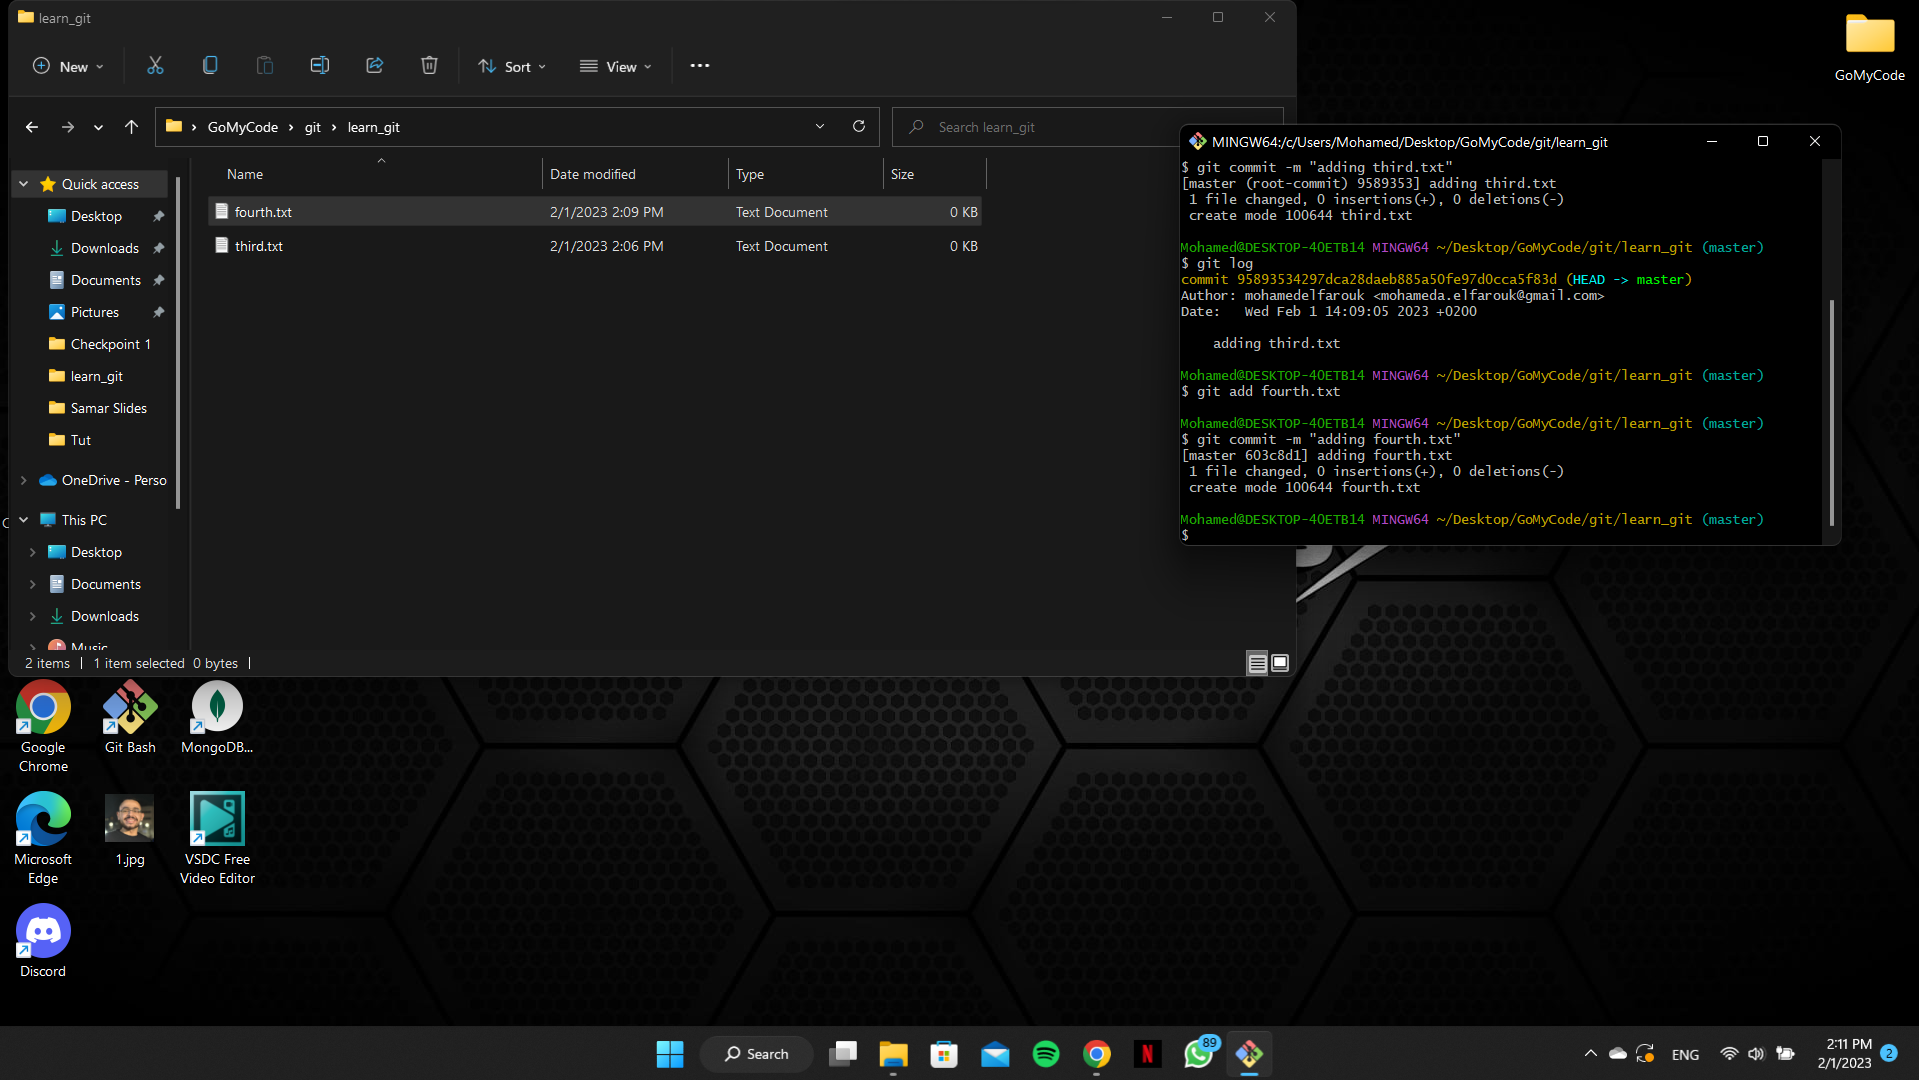 learn_git
New
Sort
View
GoMyCode
git
learn_git
Search learn_git
Quick access
Desktop
Downloads
Documents
Pictures
Checkpoint 1
learn_git
Samar Slides
Tut
OneDrive - Perso
This PC
Desktop
Documents
Downloads
Music
Name Date modified Type Size
fourth.txt 2/1/2023 2:09 PM Text Document 0 KB
third.txt 2/1/2023 2:06 PM Text Document 0 KB
2 items 1 item selected 0 bytes
GoMyCode
MINGW64:/c/Users/Mohamed/Desktop/GoMyCode/git/learn_git
$ git commit -m "adding third.txt"
[master (root-commit) 9589353] adding third.txt
1 file changed, 0 insertions(+), 0 deletions(-)
create mode 100644 third.txt
Mohamed@DESKTOP-40ETB14 MINGW64 ~/Desktop/GoMyCode/git/learn_git (master)
$ git log
commit 95893534297dca28daeb885a50fe97d0cca5f83d (HEAD -> master)
Author: mohamedelfarouk <mohameda.elfarouk@gmail.com>
Date: Wed Feb 1 14:09:05 2023 +0200
adding third.txt
Mohamed@DESKTOP-40ETB14 MINGW64 ~/Desktop/GoMyCode/git/learn_git (master)
$ git add fourth.txt
Mohamed@DESKTOP-40ETB14 MINGW64 ~/Desktop/GoMyCode/git/learn_git (master)
$ git commit -m "adding fourth.txt"
[master 603c8d1] adding fourth.txt
1 file changed, 0 insertions(+), 0 deletions(-)
create mode 100644 fourth.txt
Mohamed@DESKTOP-40ETB14 MINGW64 ~/Desktop/GoMyCode/git/learn_git (master)
$
Google
Chrome
Git Bash
MongoDB...
Microsoft
Edge
1.jpg
VSDC Free
Video Editor
Discord
Search
N
89
ENG
2:11 PM
2/1/2023
2